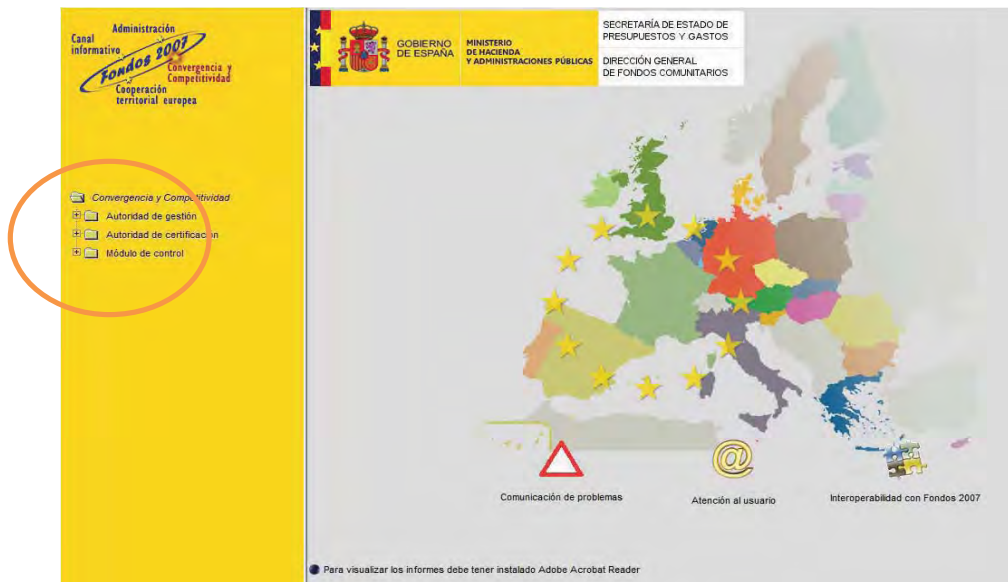 Administración
Canal
informativo
Fondos 2007
Convergencia y
Competitividad
Cooperación
territorial europea
GOBIERNO
DE ESPAÑA
MINISTERIO
DE HACIENDA
Y ADMINISTRACIONES PÚBLICAS
SECRETARÍA DE ESTADO DE
PRESUPUESTOS Y GASTOS
DIRECCIÓN GENERAL
DE FONDOS COMUNITARIOS
Convergencia y Competitividad
Autoridad de gestión
Autoridad de certificación
Módulo de control
Comunicación de problemas
Atención al usuario
Interoperabilidad con Fondos 2007
Para visualizar los informes debe tener instalado Adobe Acrobat Reader